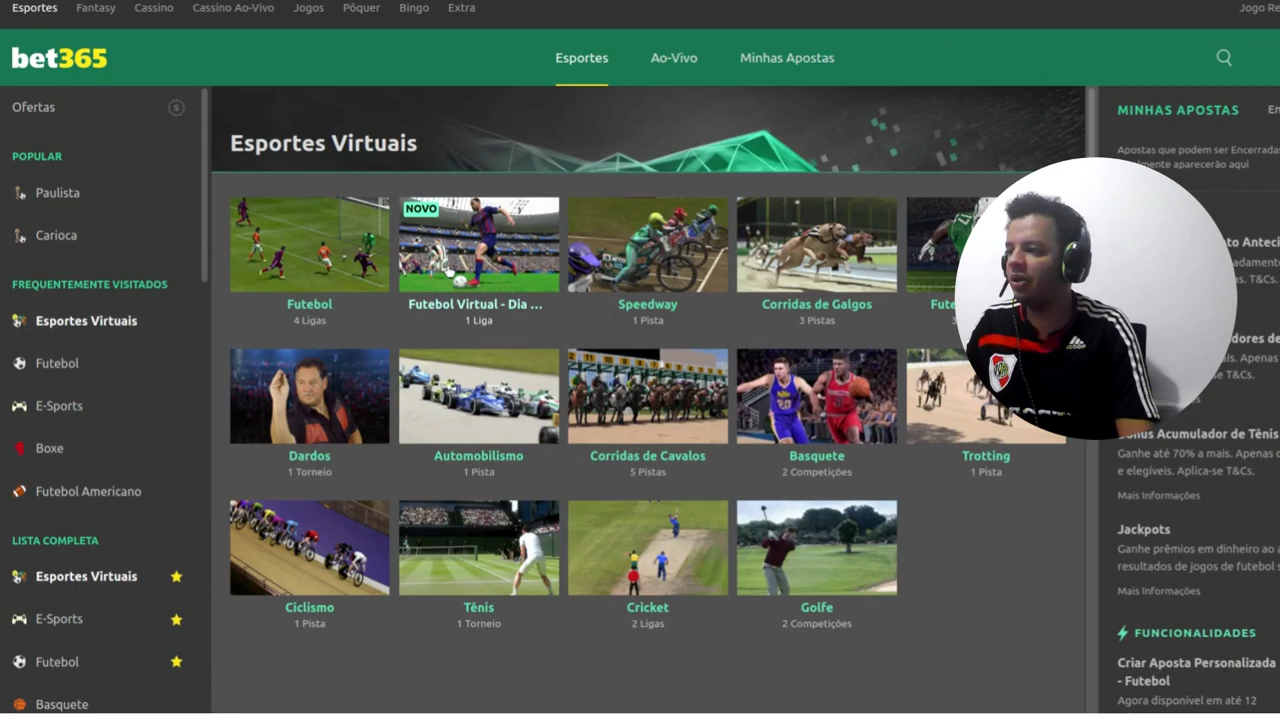 Esportes Fantasy Cassino Cassino Ao-Vivo Jogos Pôquer Bingo Extra Jogo
bet365
Esportes Ao-Vivo Minhas Apostas
Ofertas
POPULAR
Paulista
Carioca
FREQUENTEMENTE VISITADOS
Esportes Virtuais
Futebol
E-Sports
Boxe
Futebol Americano
LISTA COMPLETA
Esportes Virtuais
E-Sports
Futebol
Basquete
Esportes Virtuais
NOVO
Futebol
4 Ligas
Futebol Virtual - Dia ...
1 Liga
Speedway
1 Pista
Corridas de Galgos
3 Pistas
Dardos
1 Torneio
Automobilismo
1 Pista
Corridas de Cavalos
5 Pistas
Basquete
2 Competições
Trotting
1 Pista
Ciclismo
1 Pista
Tênis
1 Torneio
Cricket
2 Ligas
Golfe
2 Competições
MINHAS APOSTAS
Apostas que podem ser Encerradas
aparecerão aqui
Acumulador de Tênis
Ganhe até 70% a mais. Apenas
e elegíveis. Aplica-se T&Cs.
Mais Informações
Jackpots
Ganhe prêmios em dinheiro ao
resultados de jogos de futebol
Mais Informações
FUNCIONALIDADES
Criar Aposta Personalizada
- Futebol
Agora disponível em até 12